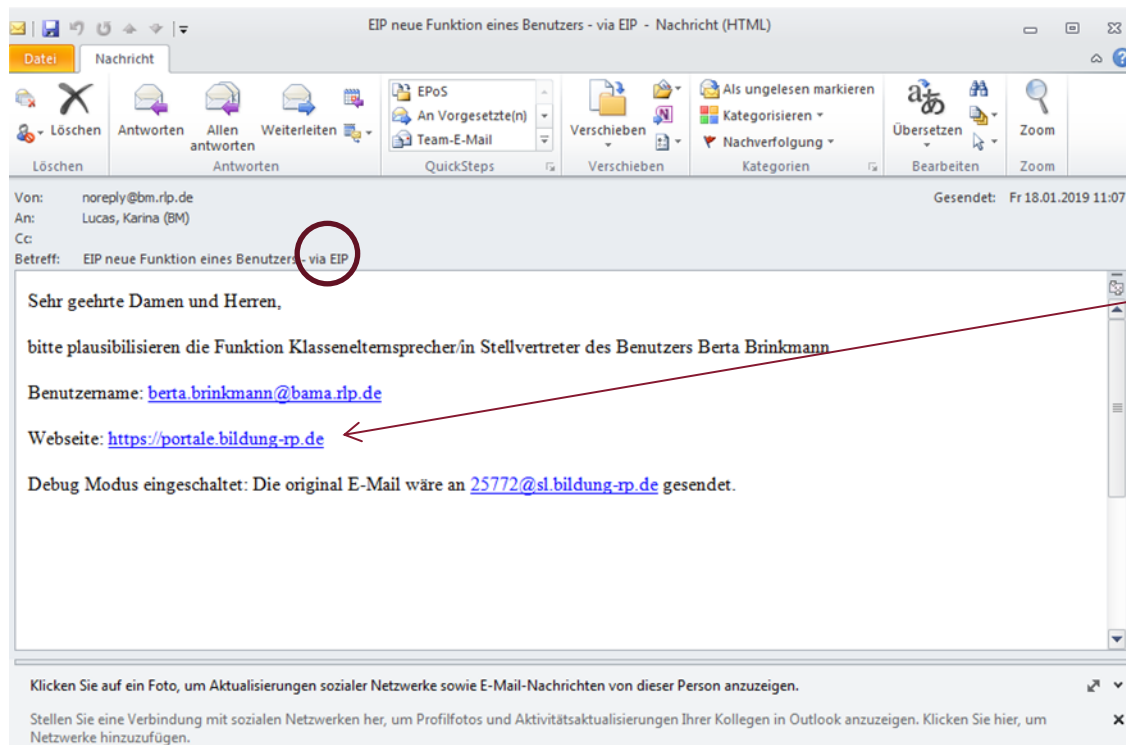 EIP neue Funktion eines Benutzers - via EIP - Nachricht (HTML)
Datei Nachricht
Löschen
Antworten
Allen antworten
Weiterleiten
EPoS
An Vorgesetzte(n)
Team-E-Mail
Verschieben
Als ungelesen markieren
Kategorisieren
Nachverfolgung
Übersetzen
Zoom
Löschen Antworten QuickSteps Verschieben Kategorien Bearbeiten Zoom
Von: noreply@bm.rlp.de Gesendet: Fr 18.01.2019 11:07
An: Lucas, Karina (BM)
Cc:
Betreff: EIP neue Funktion eines Benutzers - via EIP
Sehr geehrte Damen und Herren,
bitte plausibilisieren die Funktion Klassenelternsprecher/in Stellvertreter des Benutzers Berta Brinkmann
Benutzername: berta.brinkmann@bama.rlp.de
Webseite: https://portale.bildung-rp.de
Debug Modus eingeschaltet: Die original E-Mail wäre an 25772@sl.bildung-rp.de gesendet.
Klicken Sie auf ein Foto, um Aktualisierungen sozialer Netzwerke sowie E-Mail-Nachrichten von dieser Person anzuzeigen.
Stellen Sie eine Verbindung mit sozialen Netzwerken her, um Profilfotos und Aktivitätsaktualisierungen Ihrer Kollegen in Outlook anzuzeigen. Klicken Sie hier, um
Netzwerke hinzuzufügen.